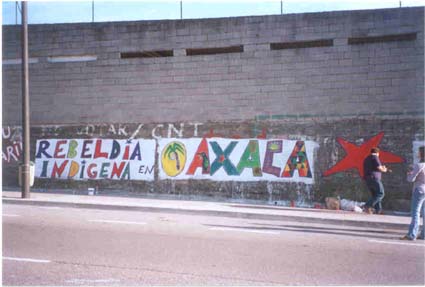 CNT
REBELDIA
INDIGENA EN
OAXACA